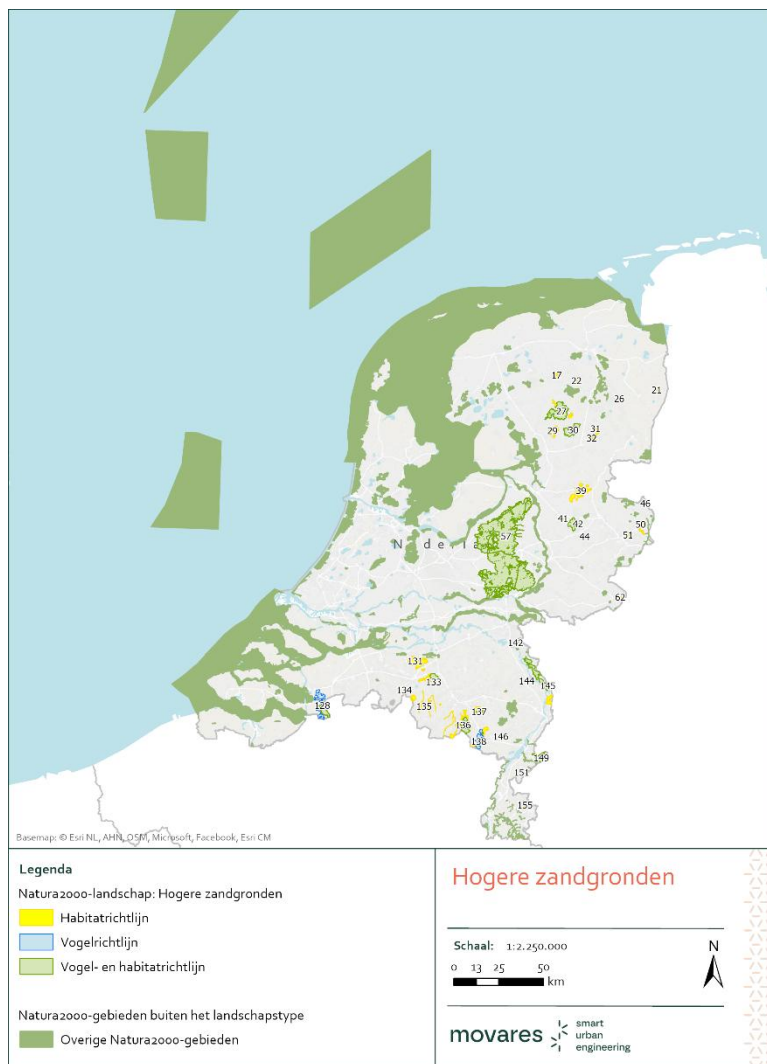 17
22
21
26
27
29
30
31
32
39
46
41
42
50
51
44
57
N e d e r l a
62
142
131
133
144
145
134
135
128
137
136
138
146
149
151
155
Basemap: © Esri NL, AHN, OSM, Microsoft, Facebook, Esri CM
Legenda
Natura2000-landschap: Hogere zandgronden
Habitatrichtlijn
Vogelrichtlijn
Vogel- en habitatrichtlijn
Natura2000-gebieden buiten het landschapstype
Overige Natura2000-gebieden
Hogere zandgronden
Schaal: 1:2.250.000
N
0 13 25 50
km
movares
smart
urban
engineering